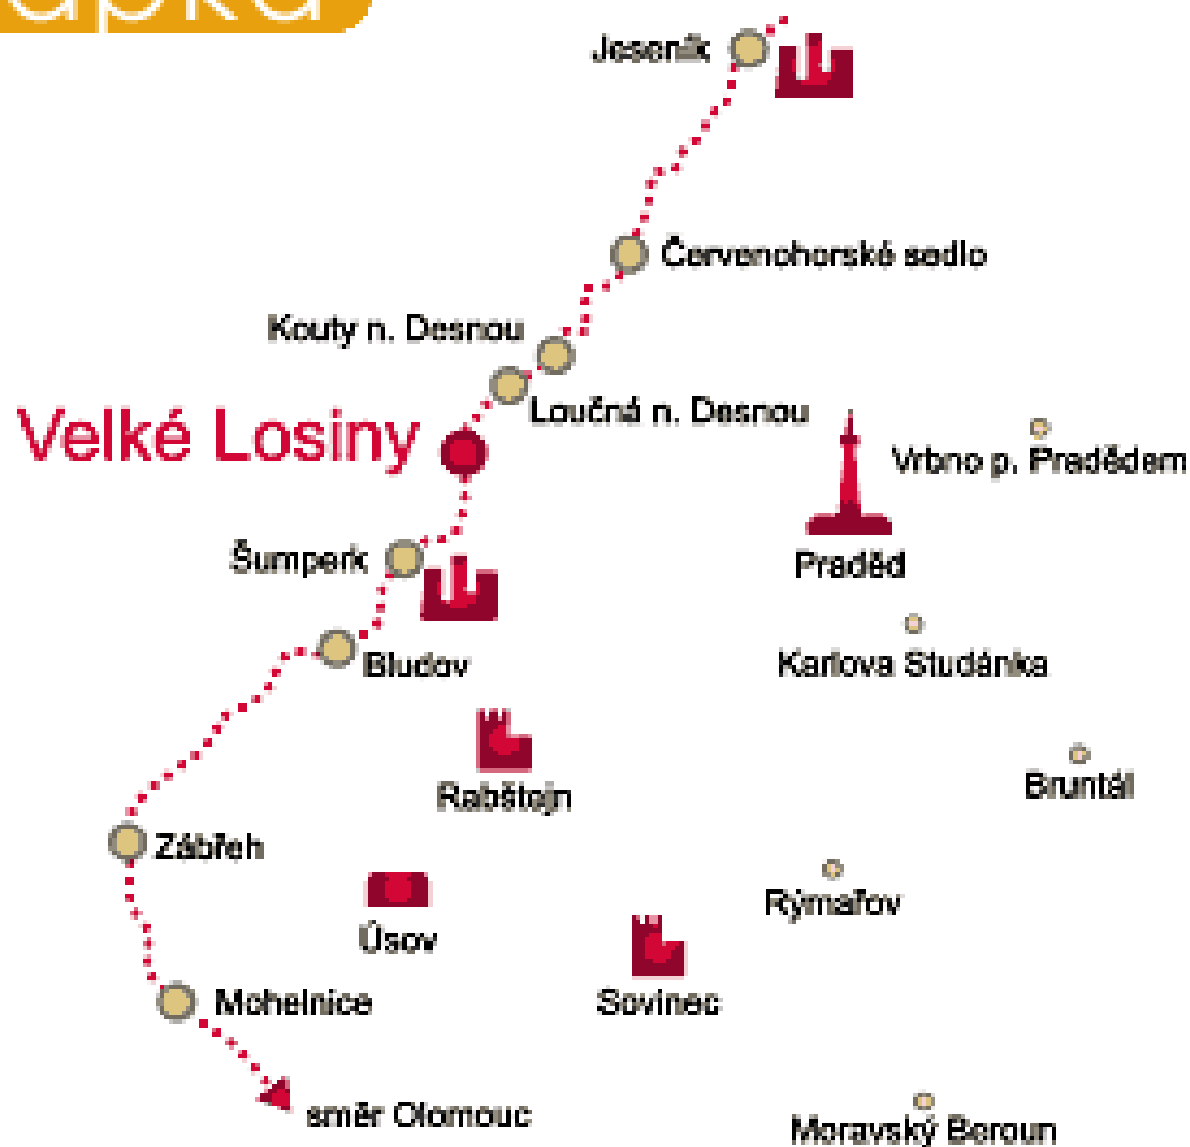 Jeseník
Červenohorské sedlo
Kouty n. Desnou
Loučná n. Desnou
Velké Losiny
Vrbno p. Pradědem
Praděd
Šumperk
Karlova Studánka
Bludov
Bruntál
Rabštejn
Zábřeh
Rýmařov
Úsov
Sovinec
Mohelnice
směr Olomouc
Moravský Beroun